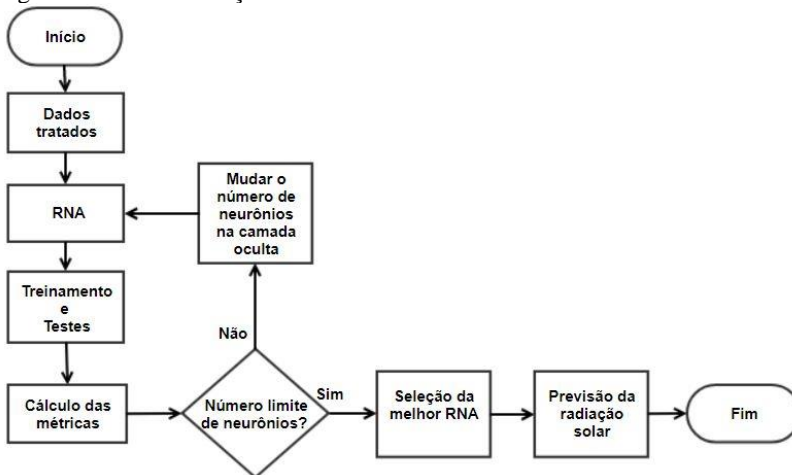 Início
Dados
tratados
RNA
Mudar o
número de
neurônios
na camada
oculta
Treinamento
e
Testes
Não
Cálculo das
métricas
Número limite
de neurônios?
Sim
Seleção da
melhor RNA
Previsão da
radiação
solar
Fim